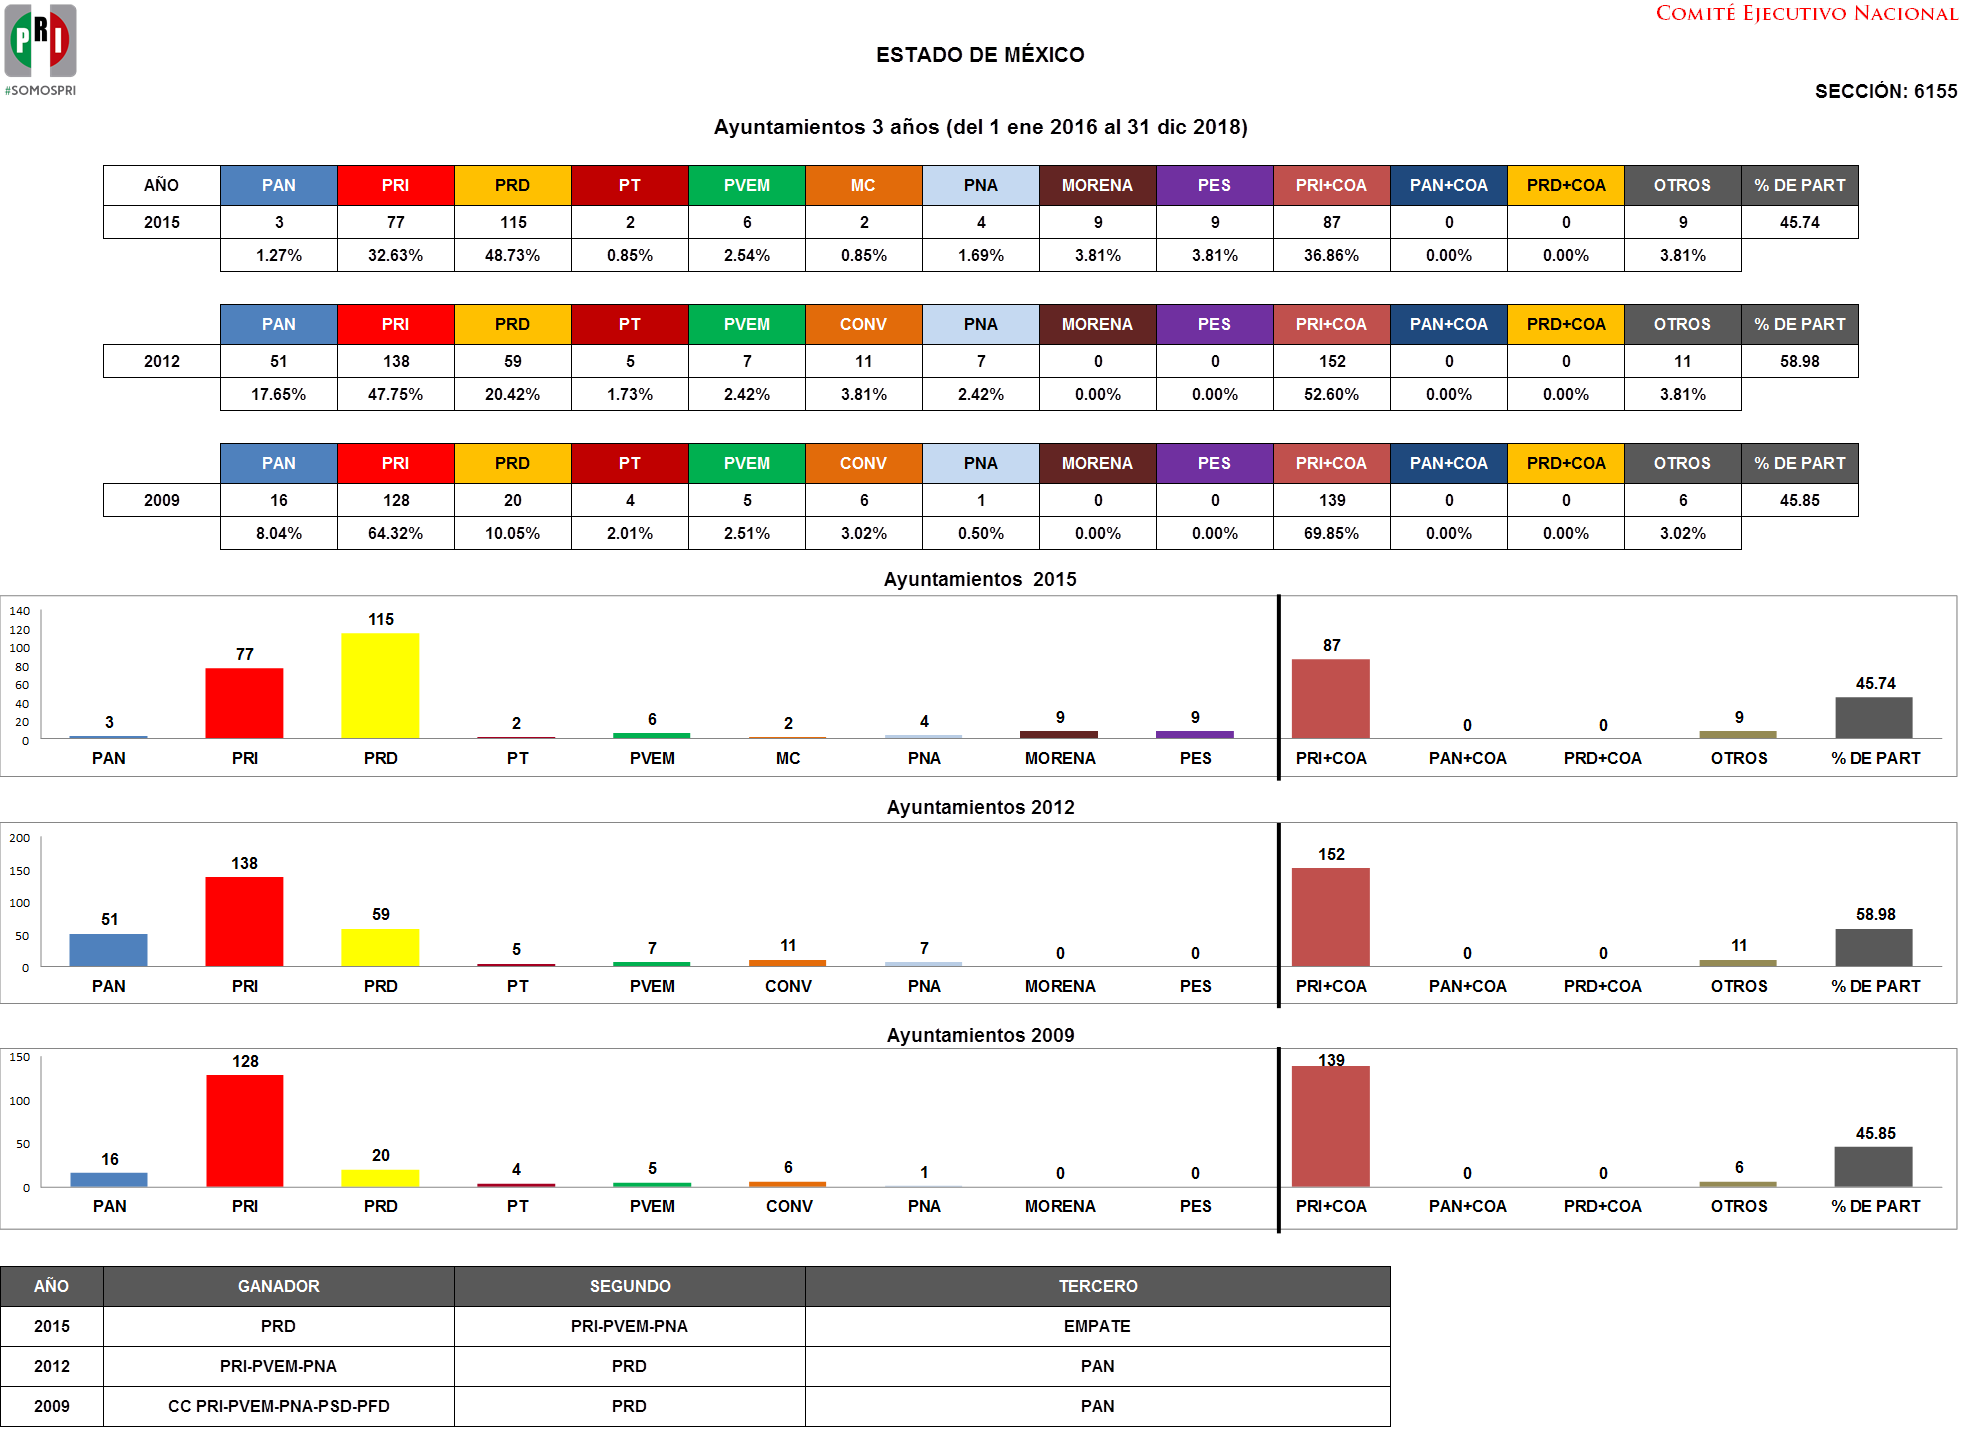 PRI
#SOMOSPRI
COMITÉ EJECUTIVO NACIONAL
ESTADO DE MÉXICO
SECCIÓN: 6155
Ayuntamientos 3 años (del 1 ene 2016 al 31 dic 2018)
AÑO PAN PRI PRD PT PVEM MC PNA MORENA PES PRI+COA PAN+COA PRD+COA OTROS % DE PART
2015 3 77 115 2 6 2 4 9 9 87 0 0 9 45.74
1.27% 32.63% 48.73% 0.85% 2.54% 0.85% 1.69% 3.81% 3.81% 36.86% 0.00% 0.00% 3.81%
PAN PRI PRD PT PVEM CONV PNA MORENA PES PRI+COA PAN+COA PRD+COA OTROS % DE PART
2012 51 138 59 5 7 11 7 0 0 152 0 0 11 58.98
17.65% 47.75% 20.42% 1.73% 2.42% 3.81% 2.42% 0.00% 0.00% 52.60% 0.00% 0.00% 3.81%
PAN PRI PRD PT PVEM CONV PNA MORENA PES PRI+COA PAN+COA PRD+COA OTROS % DE PART
2009 16 128 20 4 5 6 1 0 0 139 0 0 6 45.85
8.04% 64.32% 10.05% 2.01% 2.51% 3.02% 0.50% 0.00% 0.00% 69.85% 0.00% 0.00% 3.02%
Ayuntamientos 2015
140
120
100
80
60
40
20
0
3 77 115 2 6 2 4 9 9 87 0 0 9 45.74
PAN PRI PRD PT PVEM MC PNA MORENA PES PRI+COA PAN+COA PRD+COA OTROS % DE PART
Ayuntamientos 2012
200
150
100
50
0
51 138 59 5 7 11 7 0 0 152 0 0 11 58.98
PAN PRI PRD PT PVEM CONV PNA MORENA PES PRI+COA PAN+COA PRD+COA OTROS % DE PART
Ayuntamientos 2009
150
100
50
0
16 128 20 4 5 6 1 0 0 139 0 0 6 45.85
PAN PRI PRD PT PVEM CONV PNA MORENA PES PRI+COA PAN+COA PRD+COA OTROS % DE PART
AÑO GANADOR SEGUNDO TERCERO
2015 PRD PRI-PVEM-PNA EMPATE
2012 PRI-PVEM-PNA PRD PAN
2009 CC PRI-PVEM-PNA-PSD-PFD PRD PAN